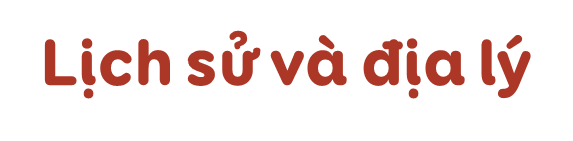 Lịch sử và địa lý